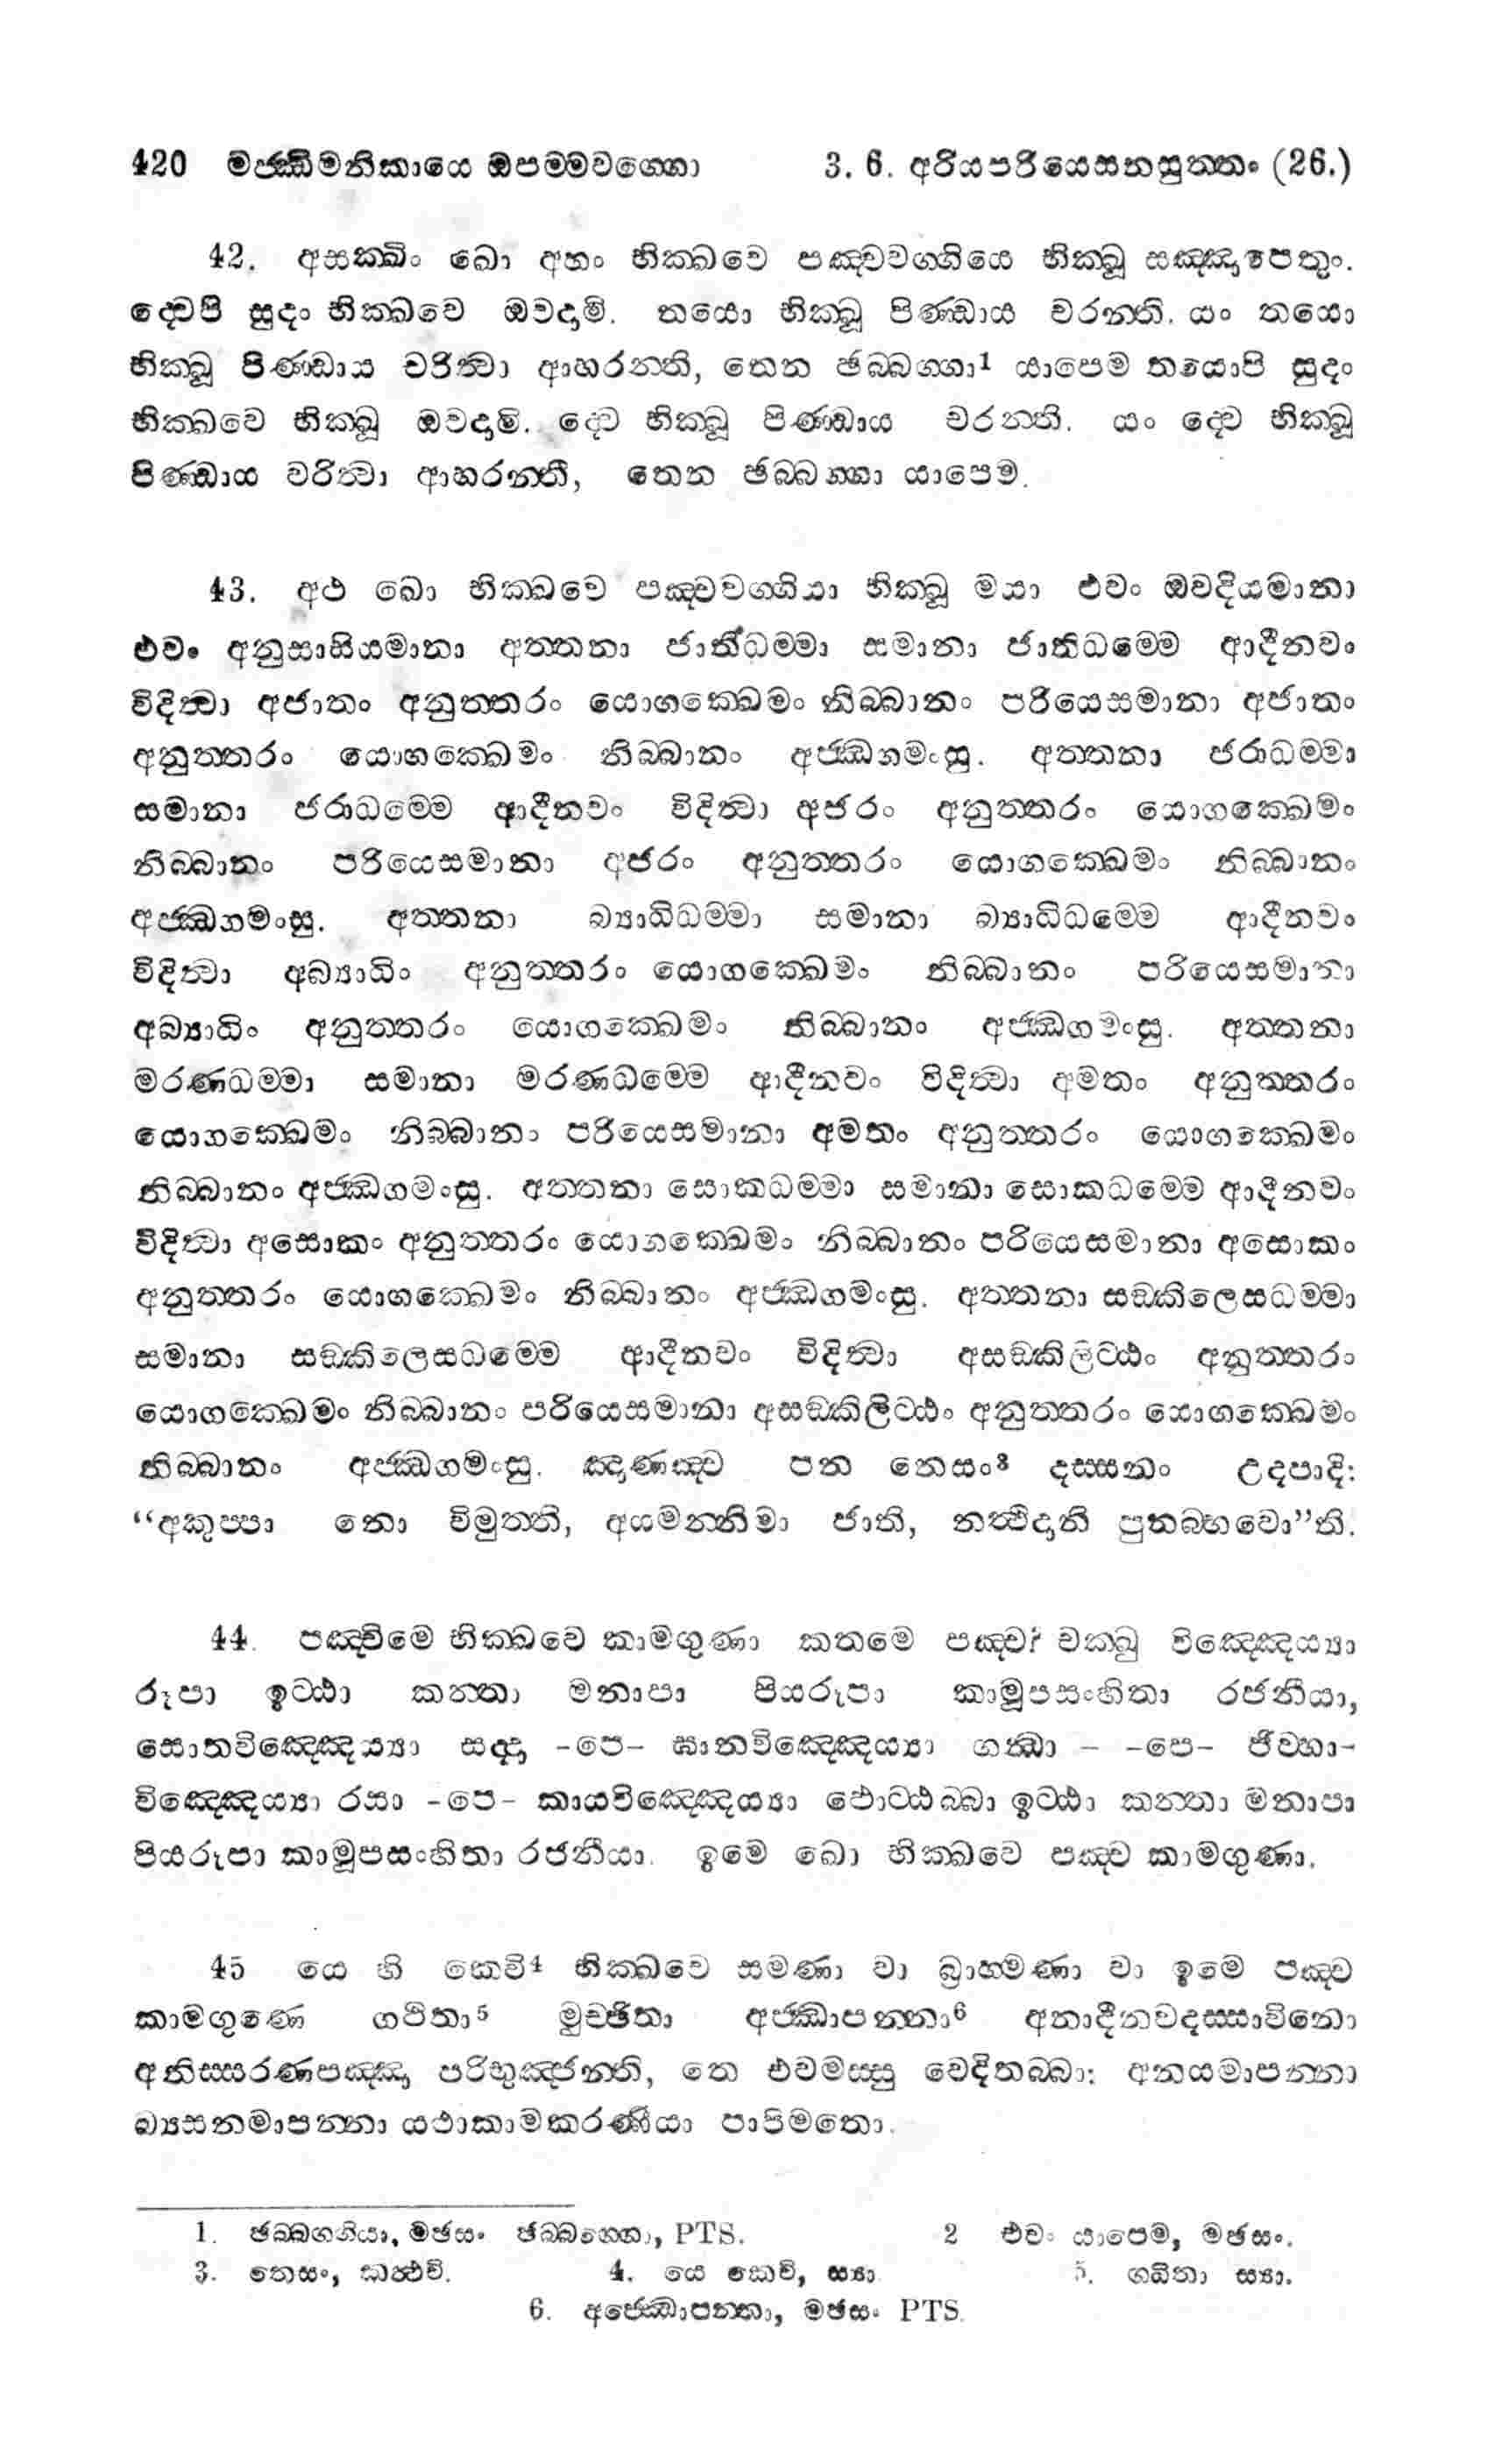 420 මජ්ඣිමනිකායෙ ඔපම්මවග්ගො 3. 6. අරියපරියෙසනසුත්තං (26.)
42. අසක්ඛිං ඛො අහං භික්ඛවෙ පඤ්චවග්ගියෙ භික්ඛූ සඤ්ඤාපෙතුං.
ද්වෙපි සුදං භික්ඛවෙ ඔවදාමි. තයො භික්ඛූ පිණ්ඩාය චරන්ති. යං තයො
භික්ඛූ පිණ්ඩාය චරිත්වා ආහරන්ති, තෙන ඡබ්බග්ගා1 යාපෙම තයොපි සුදං
භික්ඛවෙ භික්ඛූ ඔවදාමි. ද්වෙ භික්ඛූ පිණ්ඩාය චරන්ති. යං ද්වෙ භික්ඛූ
පිණ්ඩාය චරිත්වා ආහරන්තී, තෙන ඡබ්බග්ගා යාපෙම.
43. අථ ඛො භික්ඛවෙ පඤ්චවග්ගියා භික්ඛූ මයා එවං ඔවදියමානා
එවං අනුසාසියමානා අත්තනා ජාතිධම්මා සමානා ජාතිධම්මෙ ආදීනවං
විදිත්වා අජාතං අනුත්තරං යොගක්ඛෙමං නිබ්බානං පරියෙසමානා අජාතං
අනුත්තරං යොගක්ඛෙමං නිබ්බානං අජ්ඣගමංසු. අත්තනා ජරාධම්මා
සමානා ජරාධම්මෙ ආදීනවං විදිත්වා අජරං අනුත්තරං යොගක්ඛෙමං
නිබ්බානං පරියෙසමානා අජරං අනුත්තරං යොගක්ඛෙමං නිබ්බානං
අජ්ඣගමංසු. අත්තනා බ්‍යාධිධම්මා සමානා බ්‍යාධිධම්මෙ ආදීනවං
විදිත්වා අබ්‍යාධිං අනුත්තරං යොගක්ඛෙමං නිබ්බානං පරියෙසමානා
අබ්‍යාධිං අනුත්තරං යොගක්ඛෙමං නිබ්බානං අජ්ඣගමංසු. අත්තනා
මරණධම්මා සමානා මරණධම්මෙ ආදීනවං විදිත්වා අමතං අනුත්තරං
යොගක්ඛෙමං නිබ්බානං පරියෙසමානා අමතං අනුත්තරං යොගක්ඛෙමං
නිබ්බානං අජ්ඣගමංසු. අත්තනා සොකධම්මා සමානා සොකධම්මෙ ආදීනවං
විදිත්වා අසොකං අනුත්තරං යොගක්ඛෙමං නිබ්බානං පරියෙසමානා අසොකං
අනුත්තරං යොගක්ඛෙමං නිබ්බානං අජ්ඣගමංසු. අත්තනා සඞ්කිලෙසධම්මා
සමානා සඞ්කිලෙසධම්මෙ ආදීනවං විදිත්වා අසඞ්කිලිට්ඨං අනුත්තරං
යොගක්ඛෙමං නිබ්බානං පරියෙසමානා අසඞ්කිලිට්ඨං අනුත්තරං යොගක්ඛෙමං
නිබ්බානං අජ්ඣගමංසු. ඤාණඤ්ච පන නෙසං3 දස්සනං උදපාදි:
“අකුප්පා නො විමුත්ති, අයමන්තිමා ජාති, නත්ථිදානි පුනබ්භවො”ති.
44. පඤ්චිමෙ භික්ඛවෙ කාමගුණා කතමෙ පඤ්ච? චක්ඛු විඤ්ඤෙය්‍යා
රූපා ඉට්ඨා කන්තා මනාපා පියරූපා කාමූපසංහිතා රජනීයා,
සොතවිඤ්ඤෙය්‍යා සද්දා -පෙ- ඝානවිඤ්ඤෙය්‍යා ගන්ධා - -පෙ- ජිව්හා-
විඤ්ඤෙය්‍යා රසා -පෙ- කායවිඤ්ඤෙය්‍යා ඵොට්ඨබ්බා ඉට්ඨා කන්තා මනාපා
පියරූපා කාමූපසංහිතා රජනීයා. ඉමෙ ඛො භික්ඛවෙ පඤ්ච කාමගුණා.
45 යෙ හි කෙචි4 භික්ඛවෙ සමණා වා බ්‍රාහමණා වා ඉමෙ පඤ්ච
කාමගුණෙ ගථිතා5 මුච්ඡිතා අජ්ඣාපන්නා6 අනාදීනවදස්සාවිනො
අනිස්සරණපඤ්ඤා පරිභුඤ්ජන්ති, තෙ එවමස්සු වෙදිතබ්බා: අනයමාපන්නා
බ්‍යසනමාපන්නා යථාකාමකරණීයා පාපිමතො.
1. ඡබ්බග්ගියා, මඡසං ඡබ්බග්ගො, PTS. 2 එවං යාපෙම, මඡසං.
3. තෙසං, කත්ථචි. 4. යෙ කෙචි, ස්‍යා 5. ගධිතා ස්‍යා.
6. අජ්ඣොපන්නා, මඡසං PTS.